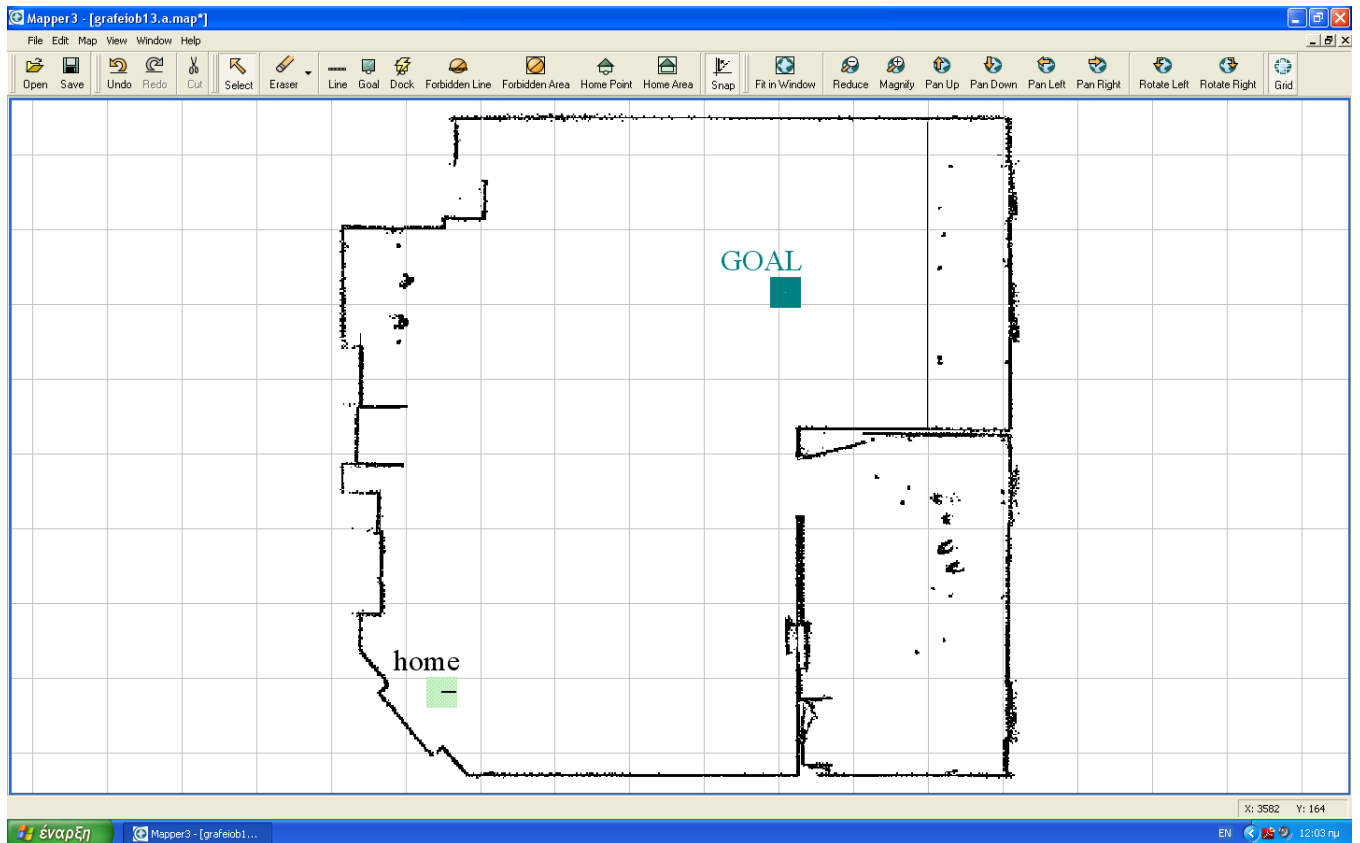 Mapper3 - [grafeiob13.a.map*]
File Edit Map View Window Help
Open Save Undo Redo Cut Select Eraser Line Goal Dock Forbidden Line Forbidden Area Home Point Home Area Snap Fit in Window Reduce Magnify Pan Up Pan Down Pan Left Pan Right Rotate Left Rotate Right Grid
GOAL
home
X: 3582 Y: 164
έναρξη Mapper3 - [grafeiob1... EN 12:03 πμ